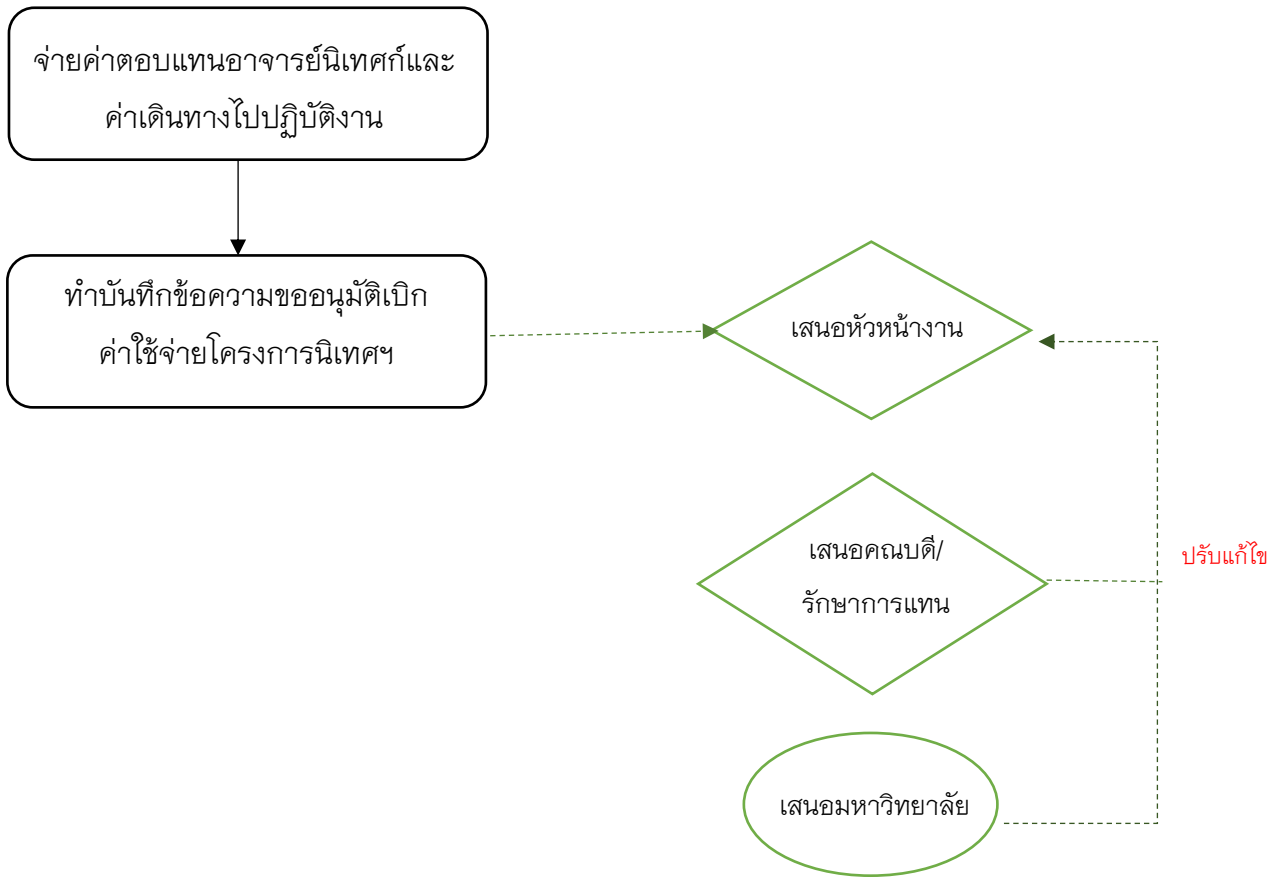 จ่ายค่าตอบแทนอาจารย์นิเทศก์และ
ค่าเดินทางไปปฏิบัติงาน
ทำบันทึกข้อความขออนุมัติเบิก
ค่าใช้จ่ายโครงการนิเทศฯ
เสนอหัวหน้างาน
เสนอคณบดี/
รักษาการแทน
ปรับแก้ไข
เสนอมหาวิทยาลัย